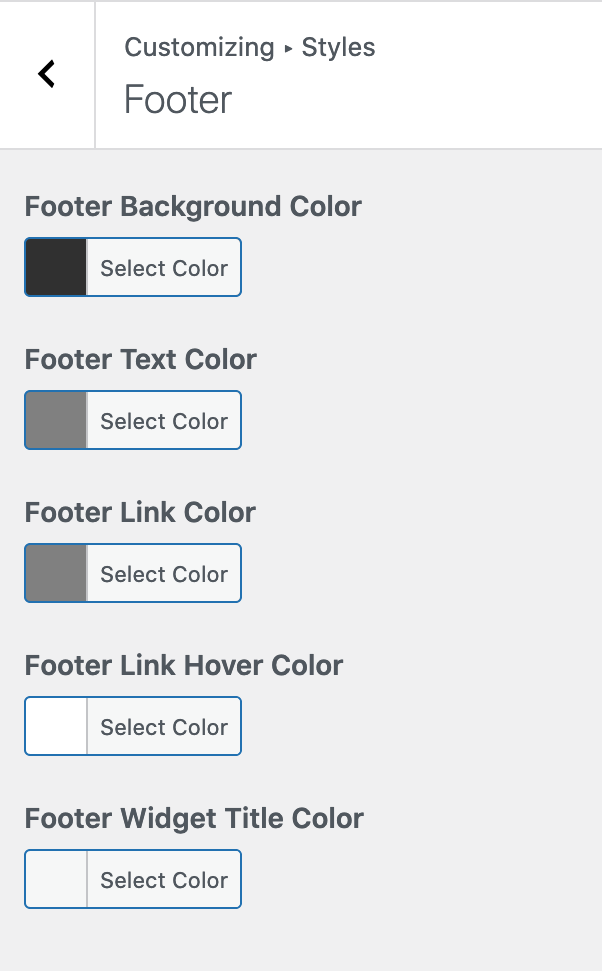 Customizing ▸ Styles
Footer
Footer Background Color
Select Color
Footer Text Color
Select Color
Footer Link Color
Select Color
Footer Link Hover Color
Select Color
Footer Widget Title Color
Select Color